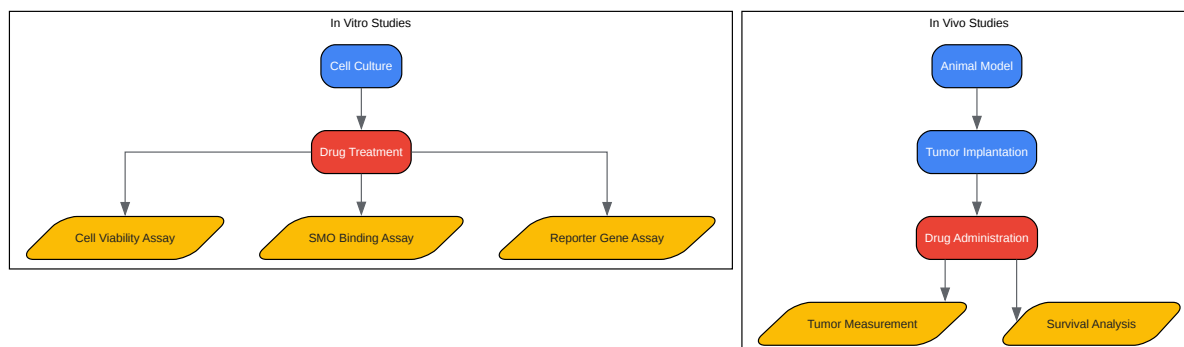 In Vitro Studies
Cell Culture
Drug Treatment
Cell Viability Assay
SMO Binding Assay
Reporter Gene Assay
In Vivo Studies
Animal Model
Tumor Implantation
Drug Administration
Tumor Measurement
Survival Analysis